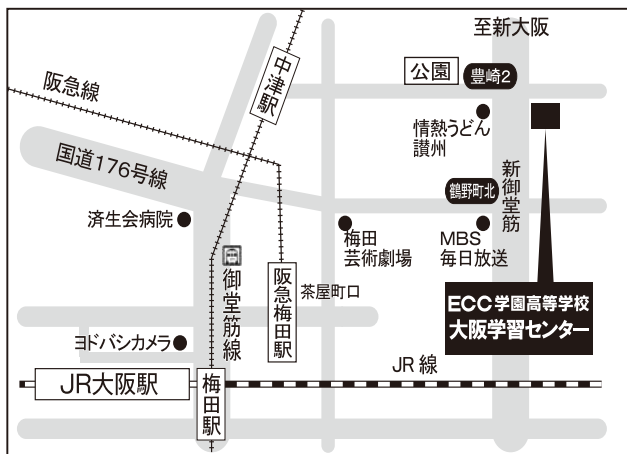 至新大阪
公園
豊崎2
中津駅
阪急線
情熱うどん
讃州
国道176号線
新御堂筋
鶴野町北
済生会病院
梅田
芸術劇場
MBS
毎日放送
御堂筋線
阪急梅田駅
茶屋町口
ECC学園高等学校
大阪学習センター
ヨドバシカメラ
JR線
JR大阪駅
梅田駅